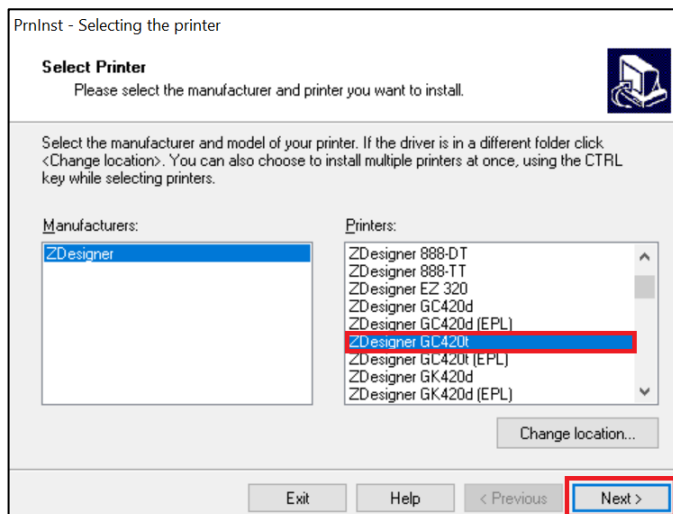 PrnInst - Selecting the printer
Select Printer
Please select the manufacturer and printer you want to install.
Select the manufacturer and model of your printer. If the driver is in a different folder click
<Change location>. You can also choose to install multiple printers at once, using the CTRL
key while selecting printers.
Manufacturers:
ZDesigner
Printers:
ZDesigner 888-DT
ZDesigner 888-TT
ZDesigner EZ 320
ZDesigner GC420d
ZDesigner GC420d (EPL)
ZDesigner GC420t
ZDesigner GC420t (EPL)
ZDesigner GK420d
ZDesigner GK420d (EPL)
Change location...
Exit
Help
< Previous
Next >